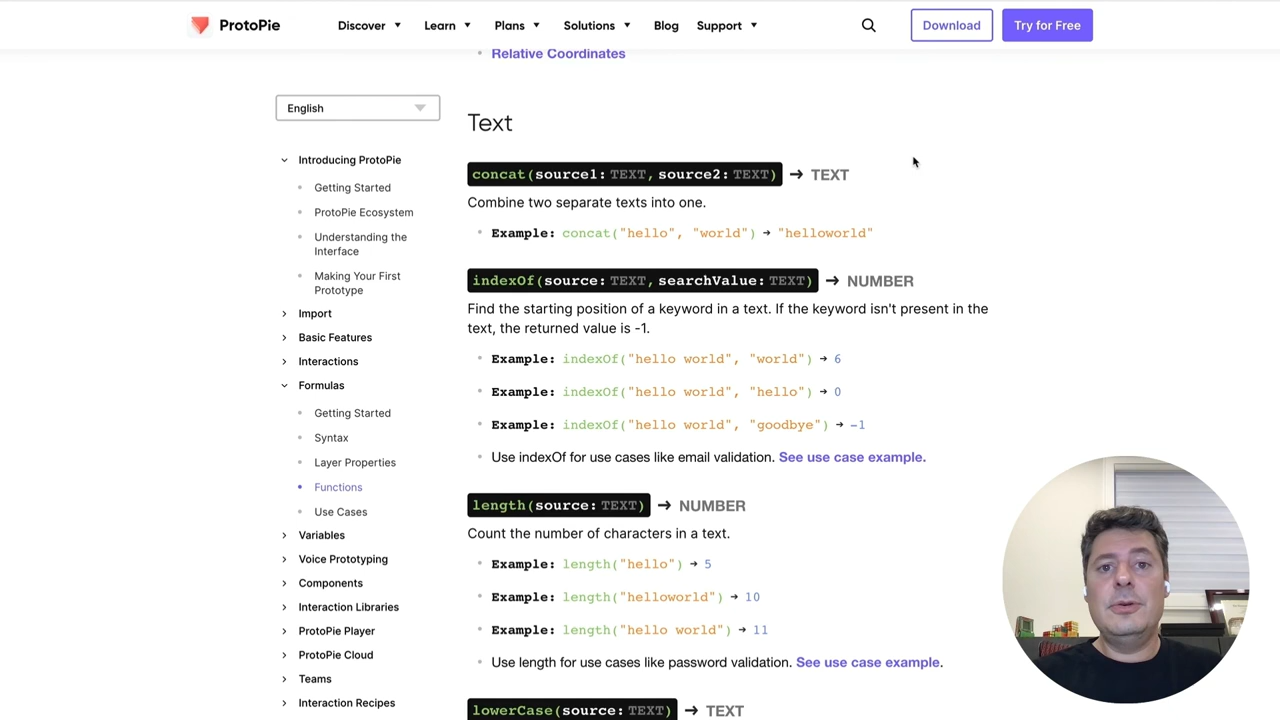 ProtoPie
Discover
Learn
Plans
Solutions
Blog
Support
Download
Try for Free
Relative Coordinates
English
Introducing ProtoPie
Getting Started
ProtoPie Ecosystem
Understanding the
Interface
Making Your First
Prototype
Import
Basic Features
Interactions
Formulas
Getting Started
Syntax
Layer Properties
Functions
Use Cases
Variables
Voice Prototyping
Components
Interaction Libraries
ProtoPie Player
ProtoPie Cloud
Teams
Interaction Recipes
Text
concat(source1: TEXT, source2: TEXT) → TEXT
Combine two separate texts into one.
Example: concat("hello", "world") → "helloworld"
indexOf(source: TEXT, searchValue: TEXT) → NUMBER
Find the starting position of a keyword in a text. If the keyword isn't present in the
text, the returned value is -1.
Example: indexOf("hello world", "world") → 6
Example: indexOf("hello world", "hello") → 0
Example: indexOf("hello world", "goodbye") → -1
Use indexOf for use cases like email validation. See use case example.
length(source: TEXT) → NUMBER
Count the number of characters in a text.
Example: length("hello") → 5
Example: length("helloworld") → 10
Example: length("hello world") → 11
Use length for use cases like password validation. See use case example.
lowerCase(source: TEXT) → TEXT